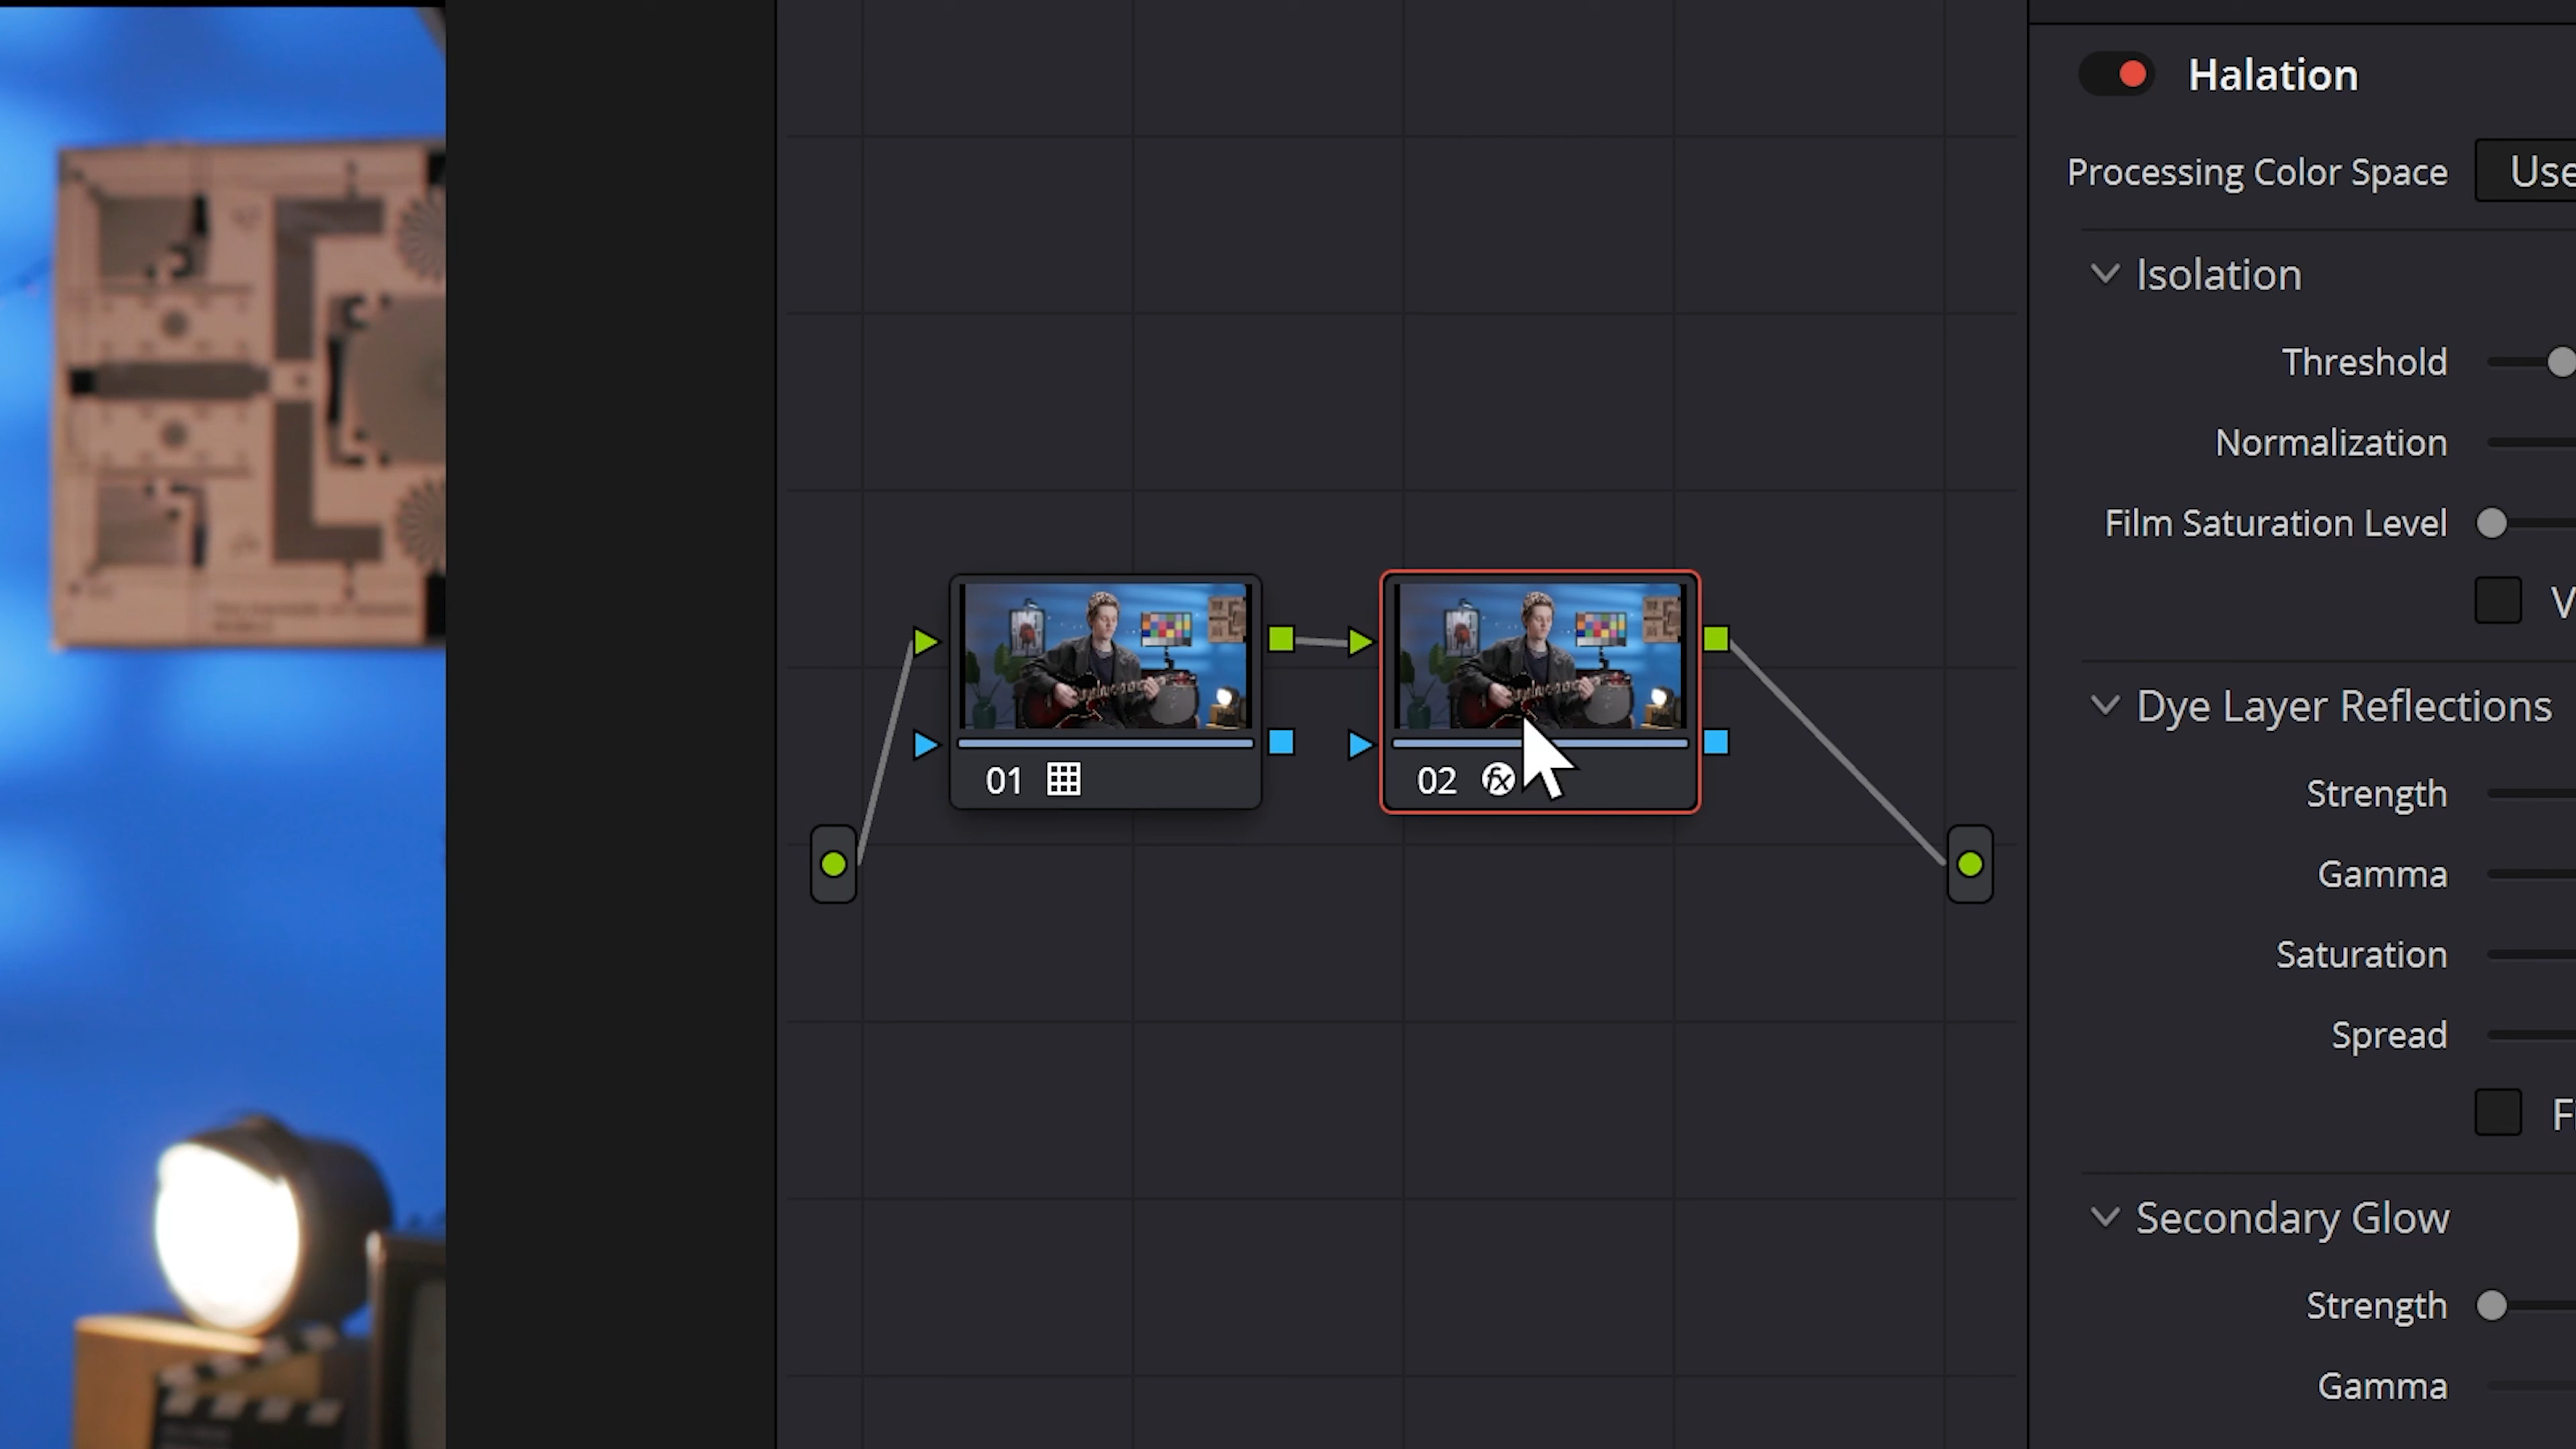 Halation
Processing Color Space
Use
Isolation
Threshold
Normalization
Film Saturation Level
V
Dye Layer Reflections
Strength
Gamma
Saturation
Spread
F
Secondary Glow
Strength
Gamma
01
02 fx